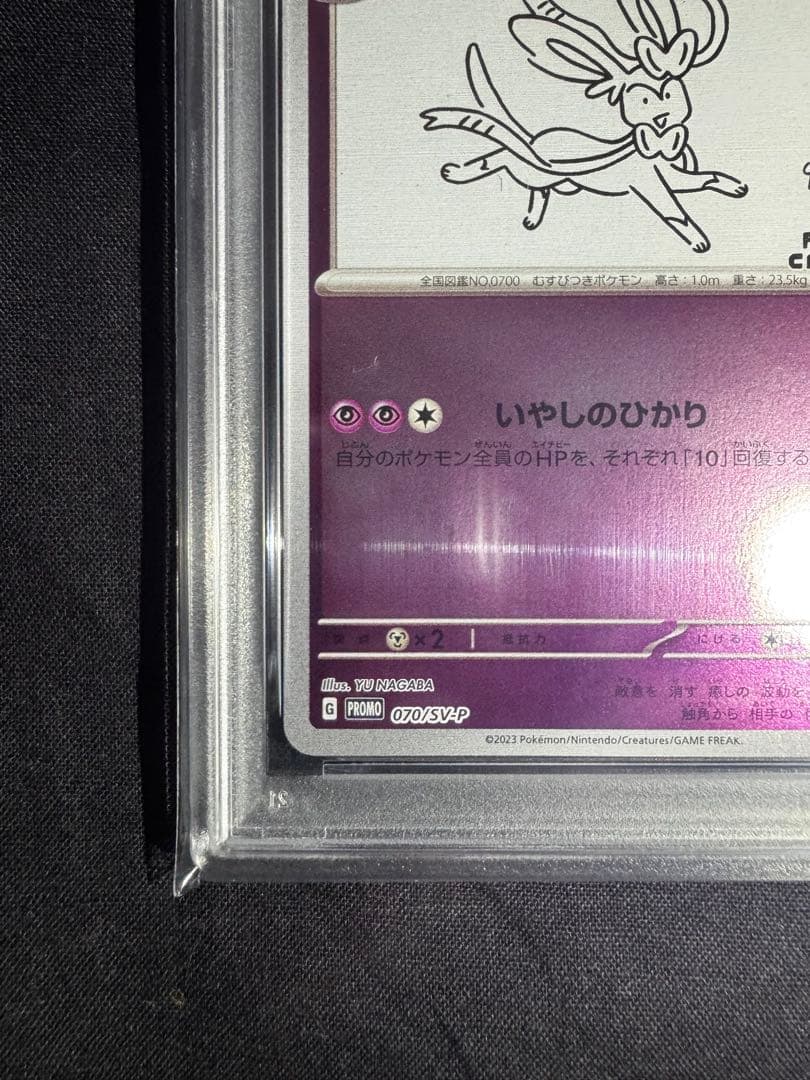 全国図鑑NO.0700 むすびつきポケモン 高さ:1.0m 重さ:23.5kg
いやしのひかり
自分のポケモン全員のHPを、それぞれ「10」回復する
×2 抵抗力 にげる
Illus. YU NAGABA
敵意を 消す 癒しの 波動を
G PROMO 070/SV-P
触角から 相手の
©2023 Pokémon/Nintendo/Creatures/GAME FREAK.
21